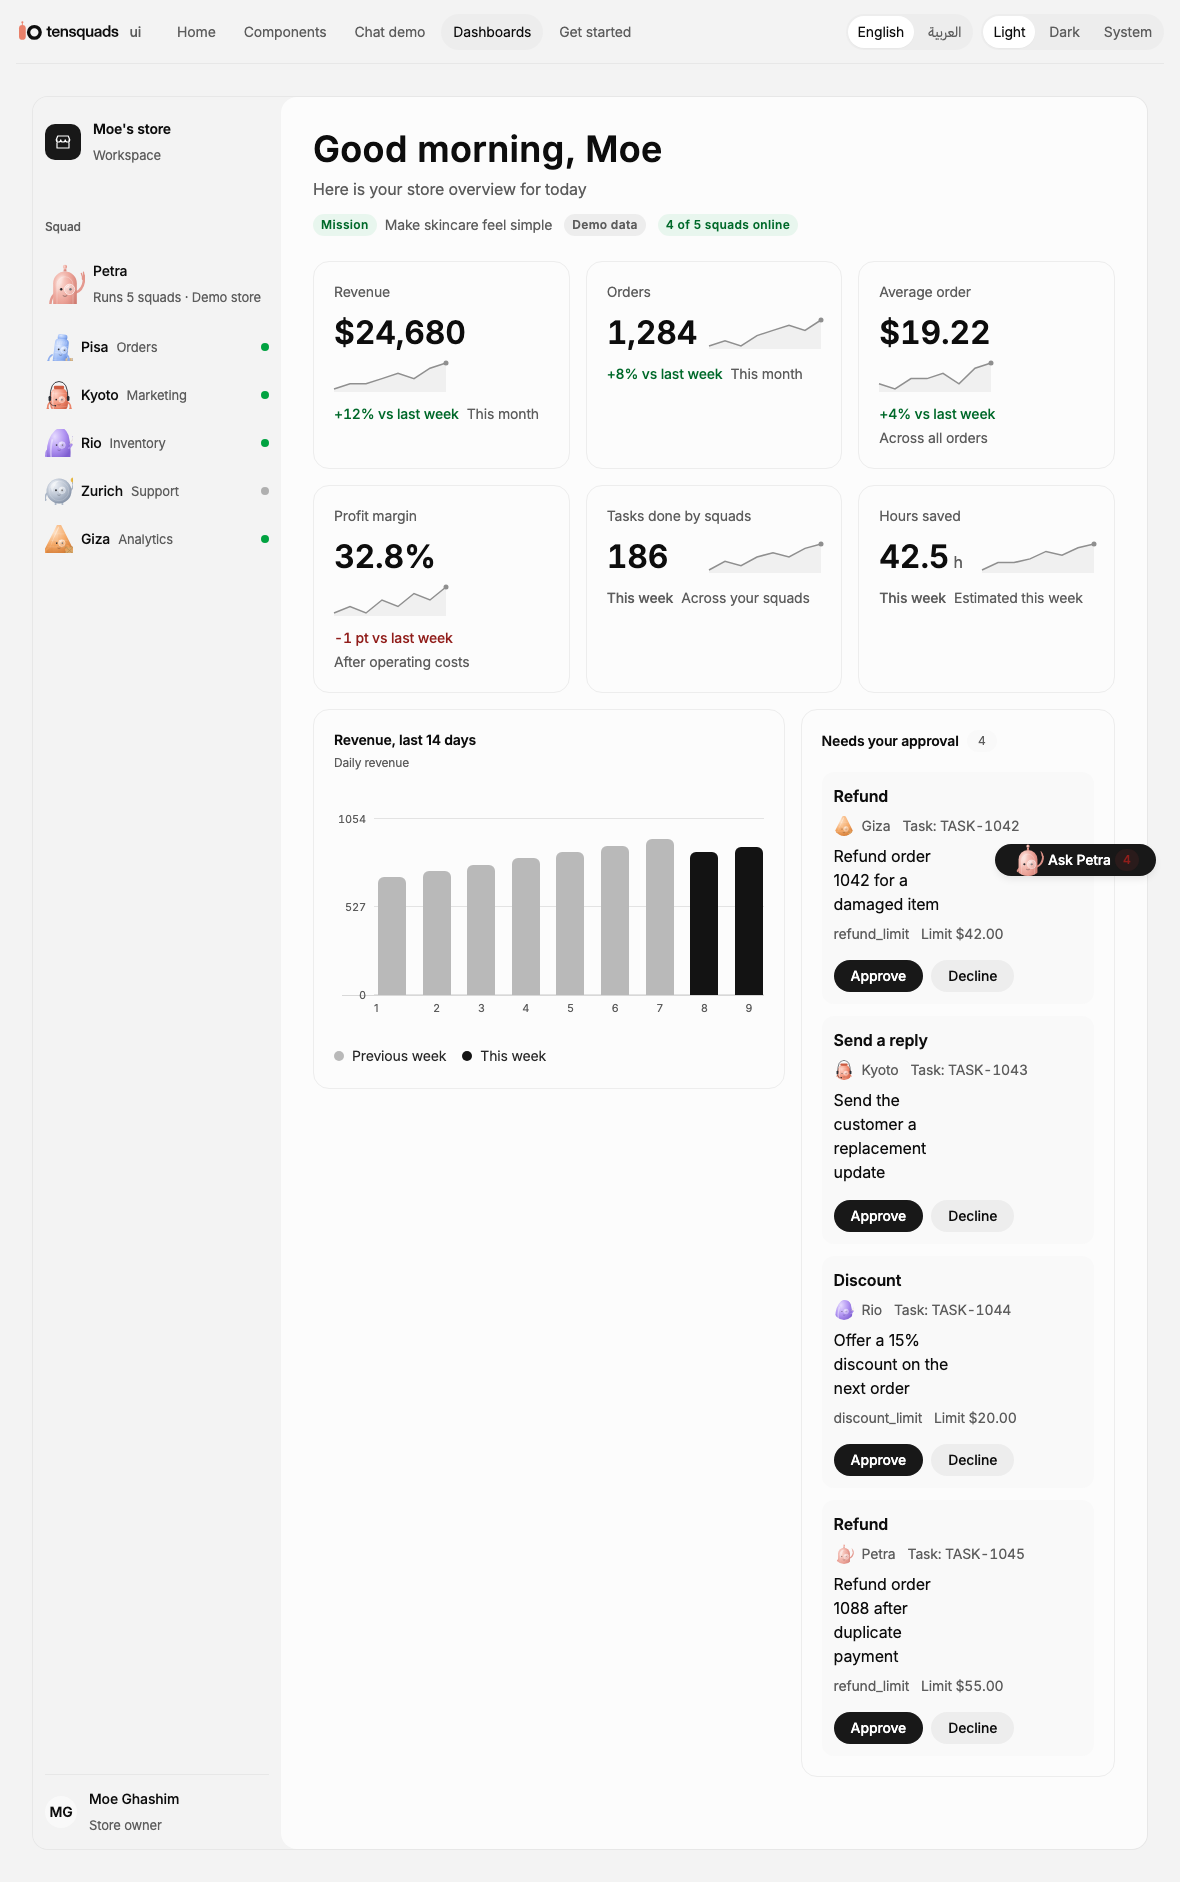 tensquads ui
Home
Components
Chat demo
Dashboards
Get started
English
العربية
Light
Dark
System
Moe's store
Workspace
Squad
Petra
Runs 5 squads · Demo store
Pisa Orders
Kyoto Marketing
Rio Inventory
Zurich Support
Giza Analytics
MG
Moe Ghashim
Store owner
Good morning, Moe
Here is your store overview for today
Mission Make skincare feel simple Demo data 4 of 5 squads online
Revenue
$24,680
+12% vs last week This month
Orders
1,284
+8% vs last week This month
Average order
$19.22
+4% vs last week
Across all orders
Profit margin
32.8%
-1 pt vs last week
After operating costs
Tasks done by squads
186
This week Across your squads
Hours saved
42.5 h
This week Estimated this week
Revenue, last 14 days
Daily revenue
1054
527
0
1 2 3 4 5 6 7 8 9
Previous week This week
Needs your approval 4
Refund
Giza Task: TASK-1042
Refund order
1042 for a
damaged item
refund_limit Limit $42.00
Approve Decline
Ask Petra 4
Send a reply
Kyoto Task: TASK-1043
Send the
customer a
replacement
update
Approve Decline
Discount
Rio Task: TASK-1044
Offer a 15%
discount on the
next order
discount_limit Limit $20.00
Approve Decline
Refund
Petra Task: TASK-1045
Refund order
1088 after
duplicate
payment
refund_limit Limit $55.00
Approve Decline